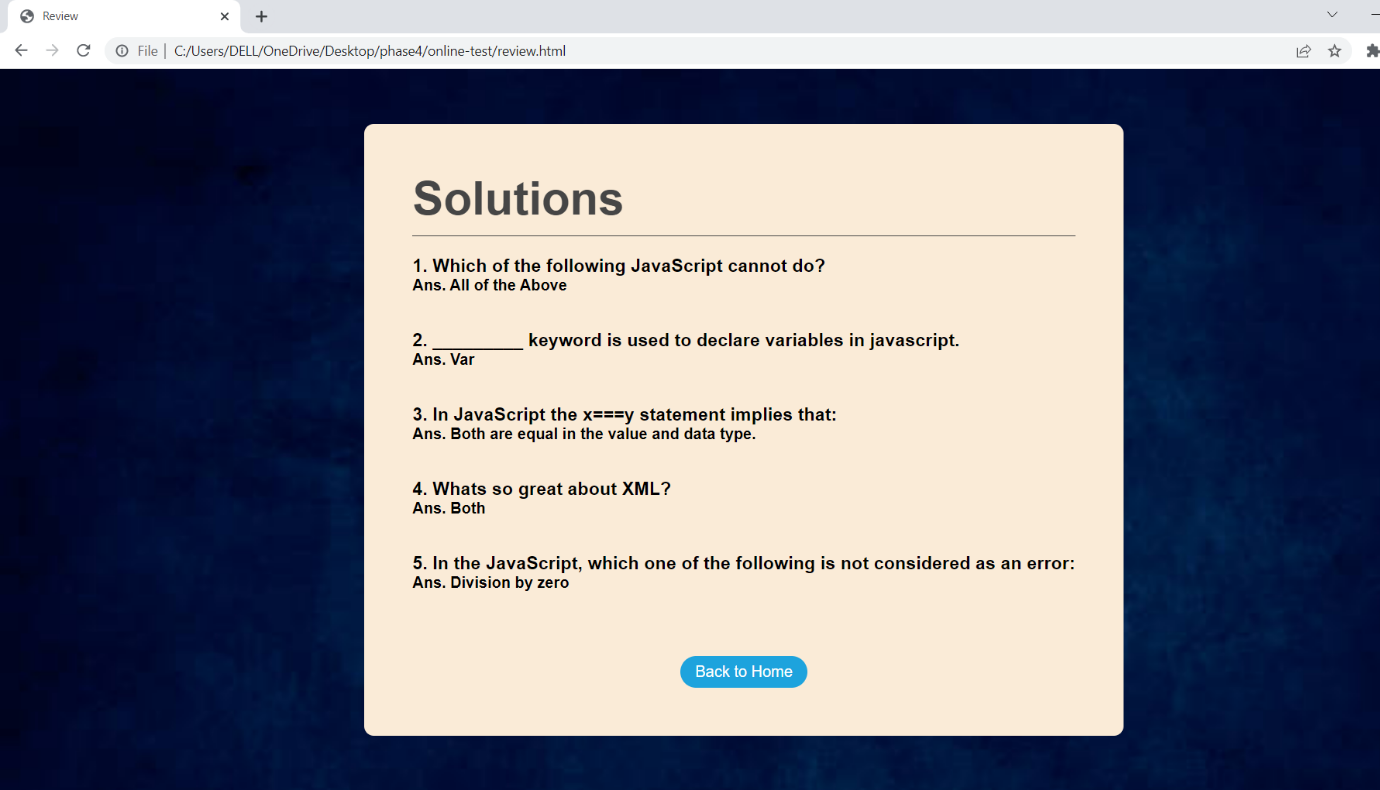 Review
File | C:/Users/DELL/OneDrive/Desktop/phase4/online-test/review.html
Solutions
1. Which of the following JavaScript cannot do?
Ans. All of the Above
2. _________ keyword is used to declare variables in javascript.
Ans. Var
3. In JavaScript the x===y statement implies that:
Ans. Both are equal in the value and data type.
4. Whats so great about XML?
Ans. Both
5. In the JavaScript, which one of the following is not considered as an error:
Ans. Division by zero
Back to Home